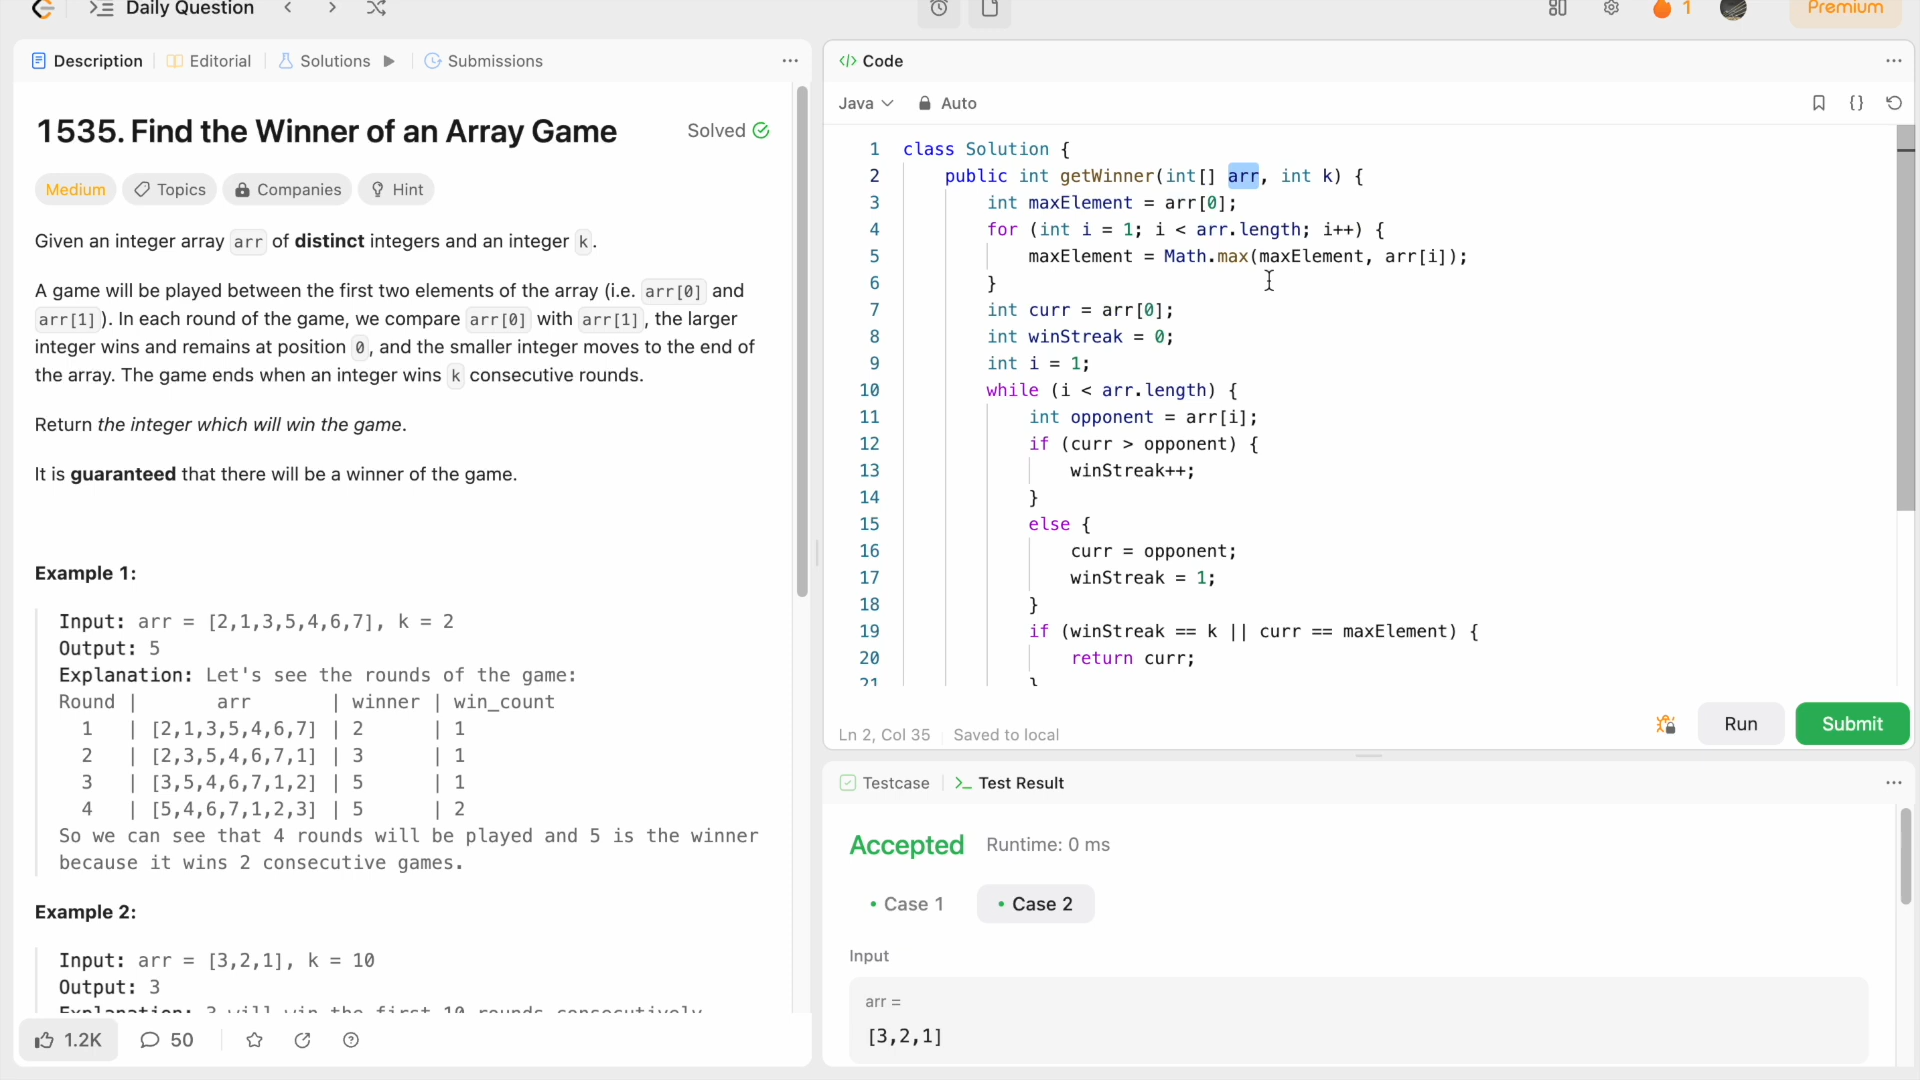 Daily Question
1
Premium
Description
Editorial
Solutions
Submissions
1535. Find the Winner of an Array Game
Solved
Medium
Topics
Companies
Hint
Given an integer array arr of distinct integers and an integer k.
A game will be played between the first two elements of the array (i.e. arr[0] and
arr[1]). In each round of the game, we compare arr[0] with arr[1], the larger
integer wins and remains at position 0, and the smaller integer moves to the end of
the array. The game ends when an integer wins k consecutive rounds.
Return the integer which will win the game.
It is guaranteed that there will be a winner of the game.
Example 1:
Input: arr = [2,1,3,5,4,6,7], k = 2
Output: 5
Explanation: Let's see the rounds of the game:
Round |       arr       | winner | win_count
1   | [2,1,3,5,4,6,7] | 2      | 1
2   | [2,3,5,4,6,7,1] | 3      | 1
3   | [3,5,4,6,7,1,2] | 5      | 1
4   | [5,4,6,7,1,2,3] | 5      | 2
So we can see that 4 rounds will be played and 5 is the winner
because it wins 2 consecutive games.
Example 2:
Input: arr = [3,2,1], k = 10
Output: 3
Explanation: 3 will win the first 10 rounds consecutively
1.2K
50
</> Code
Java
Auto
1 class Solution {
2 public int getWinner(int[] arr, int k) {
3 int maxElement = arr[0];
4 for (int i = 1; i < arr.length; i++) {
5 maxElement = Math.max(maxElement, arr[i]);
6 }
7 int curr = arr[0];
8 int winStreak = 0;
9 int i = 1;
10 while (i < arr.length) {
11 int opponent = arr[i];
12 if (curr > opponent) {
13 winStreak++;
14 }
15 else {
16 curr = opponent;
17 winStreak = 1;
18 }
19 if (winStreak == k || curr == maxElement) {
20 return curr;
21 }
Ln 2, Col 35
Saved to local
Run
Submit
Testcase
>_ Test Result
Accepted
Runtime: 0 ms
• Case 1
• Case 2
Input
arr =
[3,2,1]